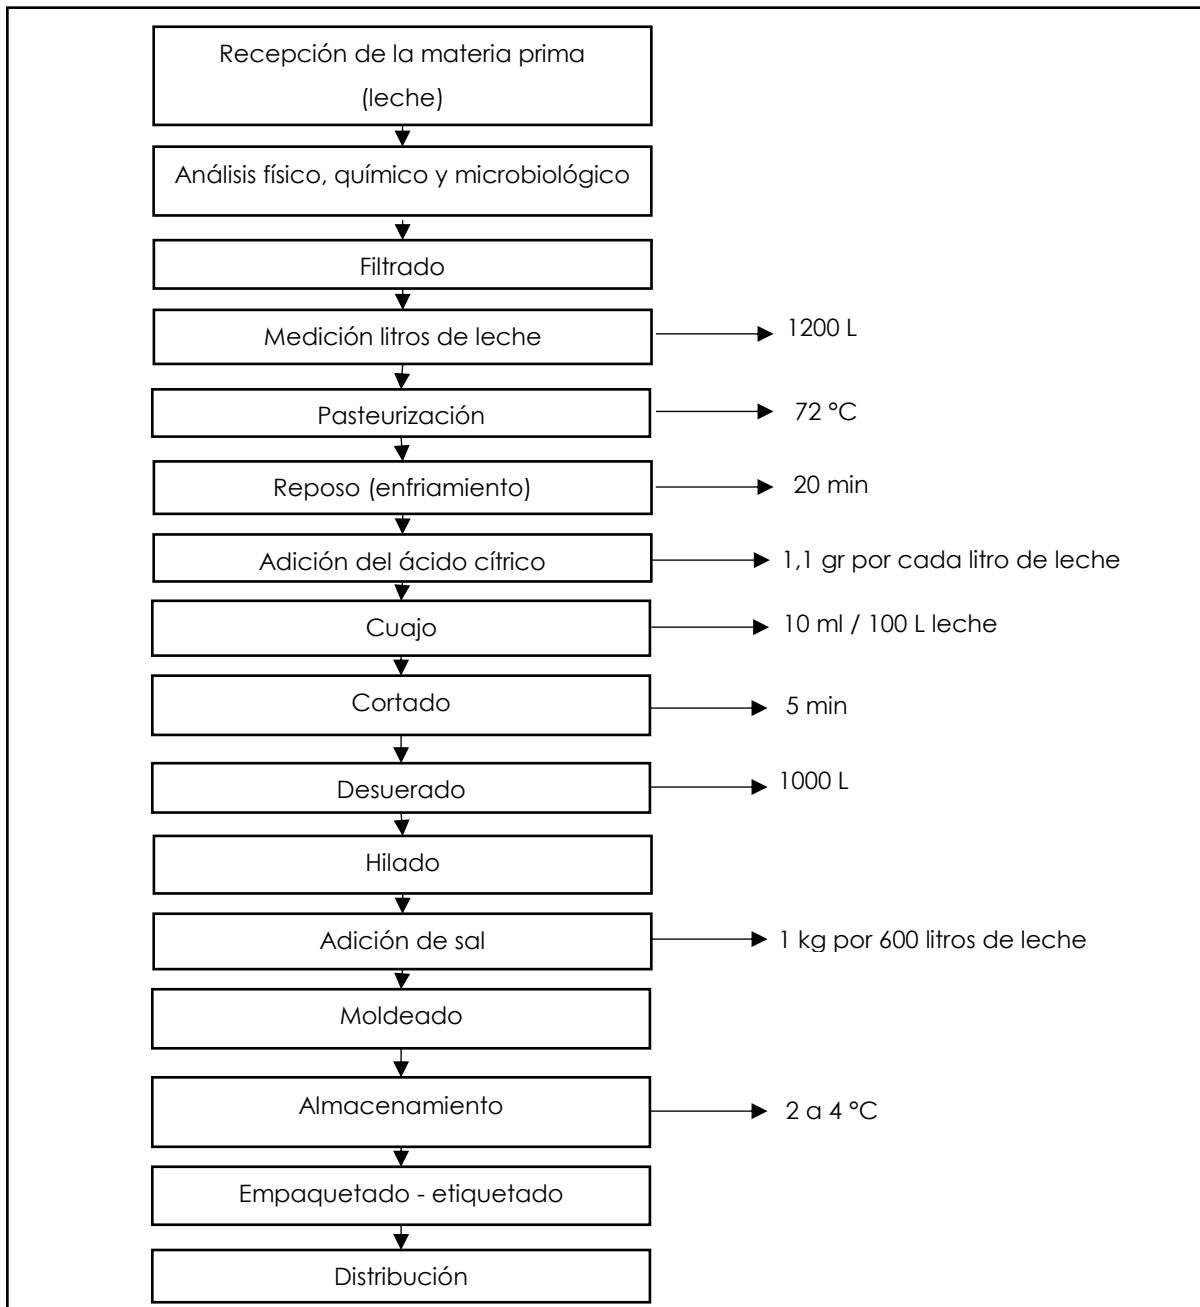 Recepción de la materia prima
(leche)
Análisis físico, químico y microbiológico
Filtrado
Medición litros de leche
1200 L
Pasteurización
72 °C
Reposo (enfriamiento)
20 min
Adición del ácido cítrico
1,1 gr por cada litro de leche
Cuajo
10 ml / 100 L leche
Cortado
5 min
Desuerado
1000 L
Hilado
Adición de sal
1 kg por 600 litros de leche
Moldeado
Almacenamiento
2 a 4 °C
Empaquetado - etiquetado
Distribución